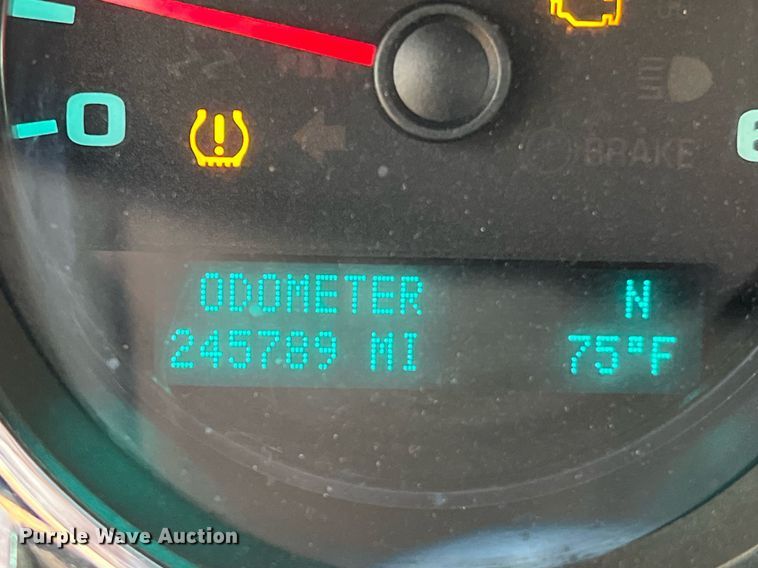 0
BRAKE
ODOMETER N
245789 MI 75°F
Purple Wave Auction